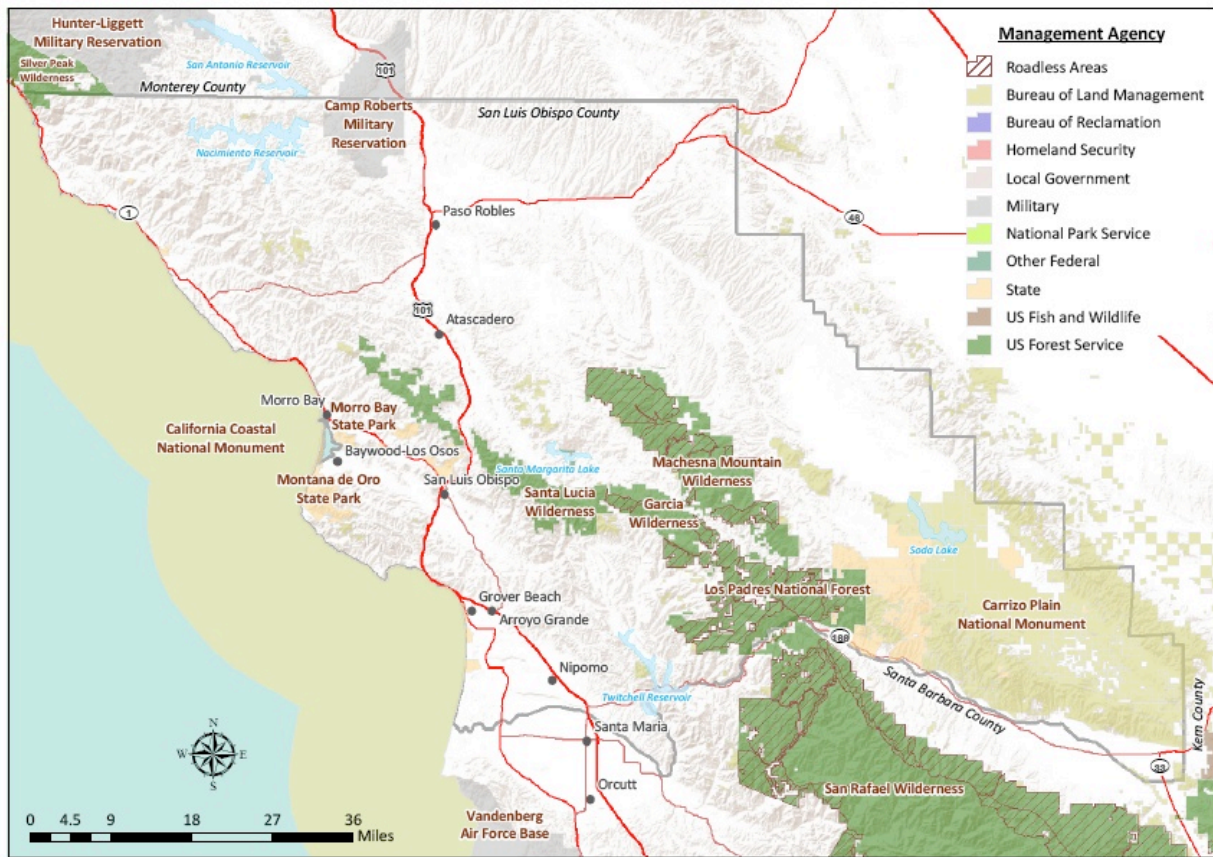 Hunter-Liggett
Military Reservation
Silver Peak
Wilderness
San Antonio Reservoir
101
Monterey County
Camp Roberts
Military
Reservation
San Luis Obispo County
Nacimiento Reservoir
1
Paso Robles
46
101
Atascadero
Morro Bay
Morro Bay
State Park
California Coastal
National Monument
Baywood-Los Osos
Montana de Oro
State Park
San Luis Obispo
Santa Margarita Lake
Santa Lucia
Wilderness
Machesna Mountain
Wilderness
Garcia
Wilderness
Soda Lake
Los Padres National Forest
Carrizo Plain
National Monument
Grover Beach
Arroyo Grande
166
Nipomo
Twitchell Reservoir
Santa Barbara County
Kern County
Santa Maria
33
San Rafael Wilderness
Orcutt
Vandenberg
Air Force Base
Management Agency
Roadless Areas
Bureau of Land Management
Bureau of Reclamation
Homeland Security
Local Government
Military
National Park Service
Other Federal
State
US Fish and Wildlife
US Forest Service
N
W E
S
0 4.5 9 18 27 36
Miles